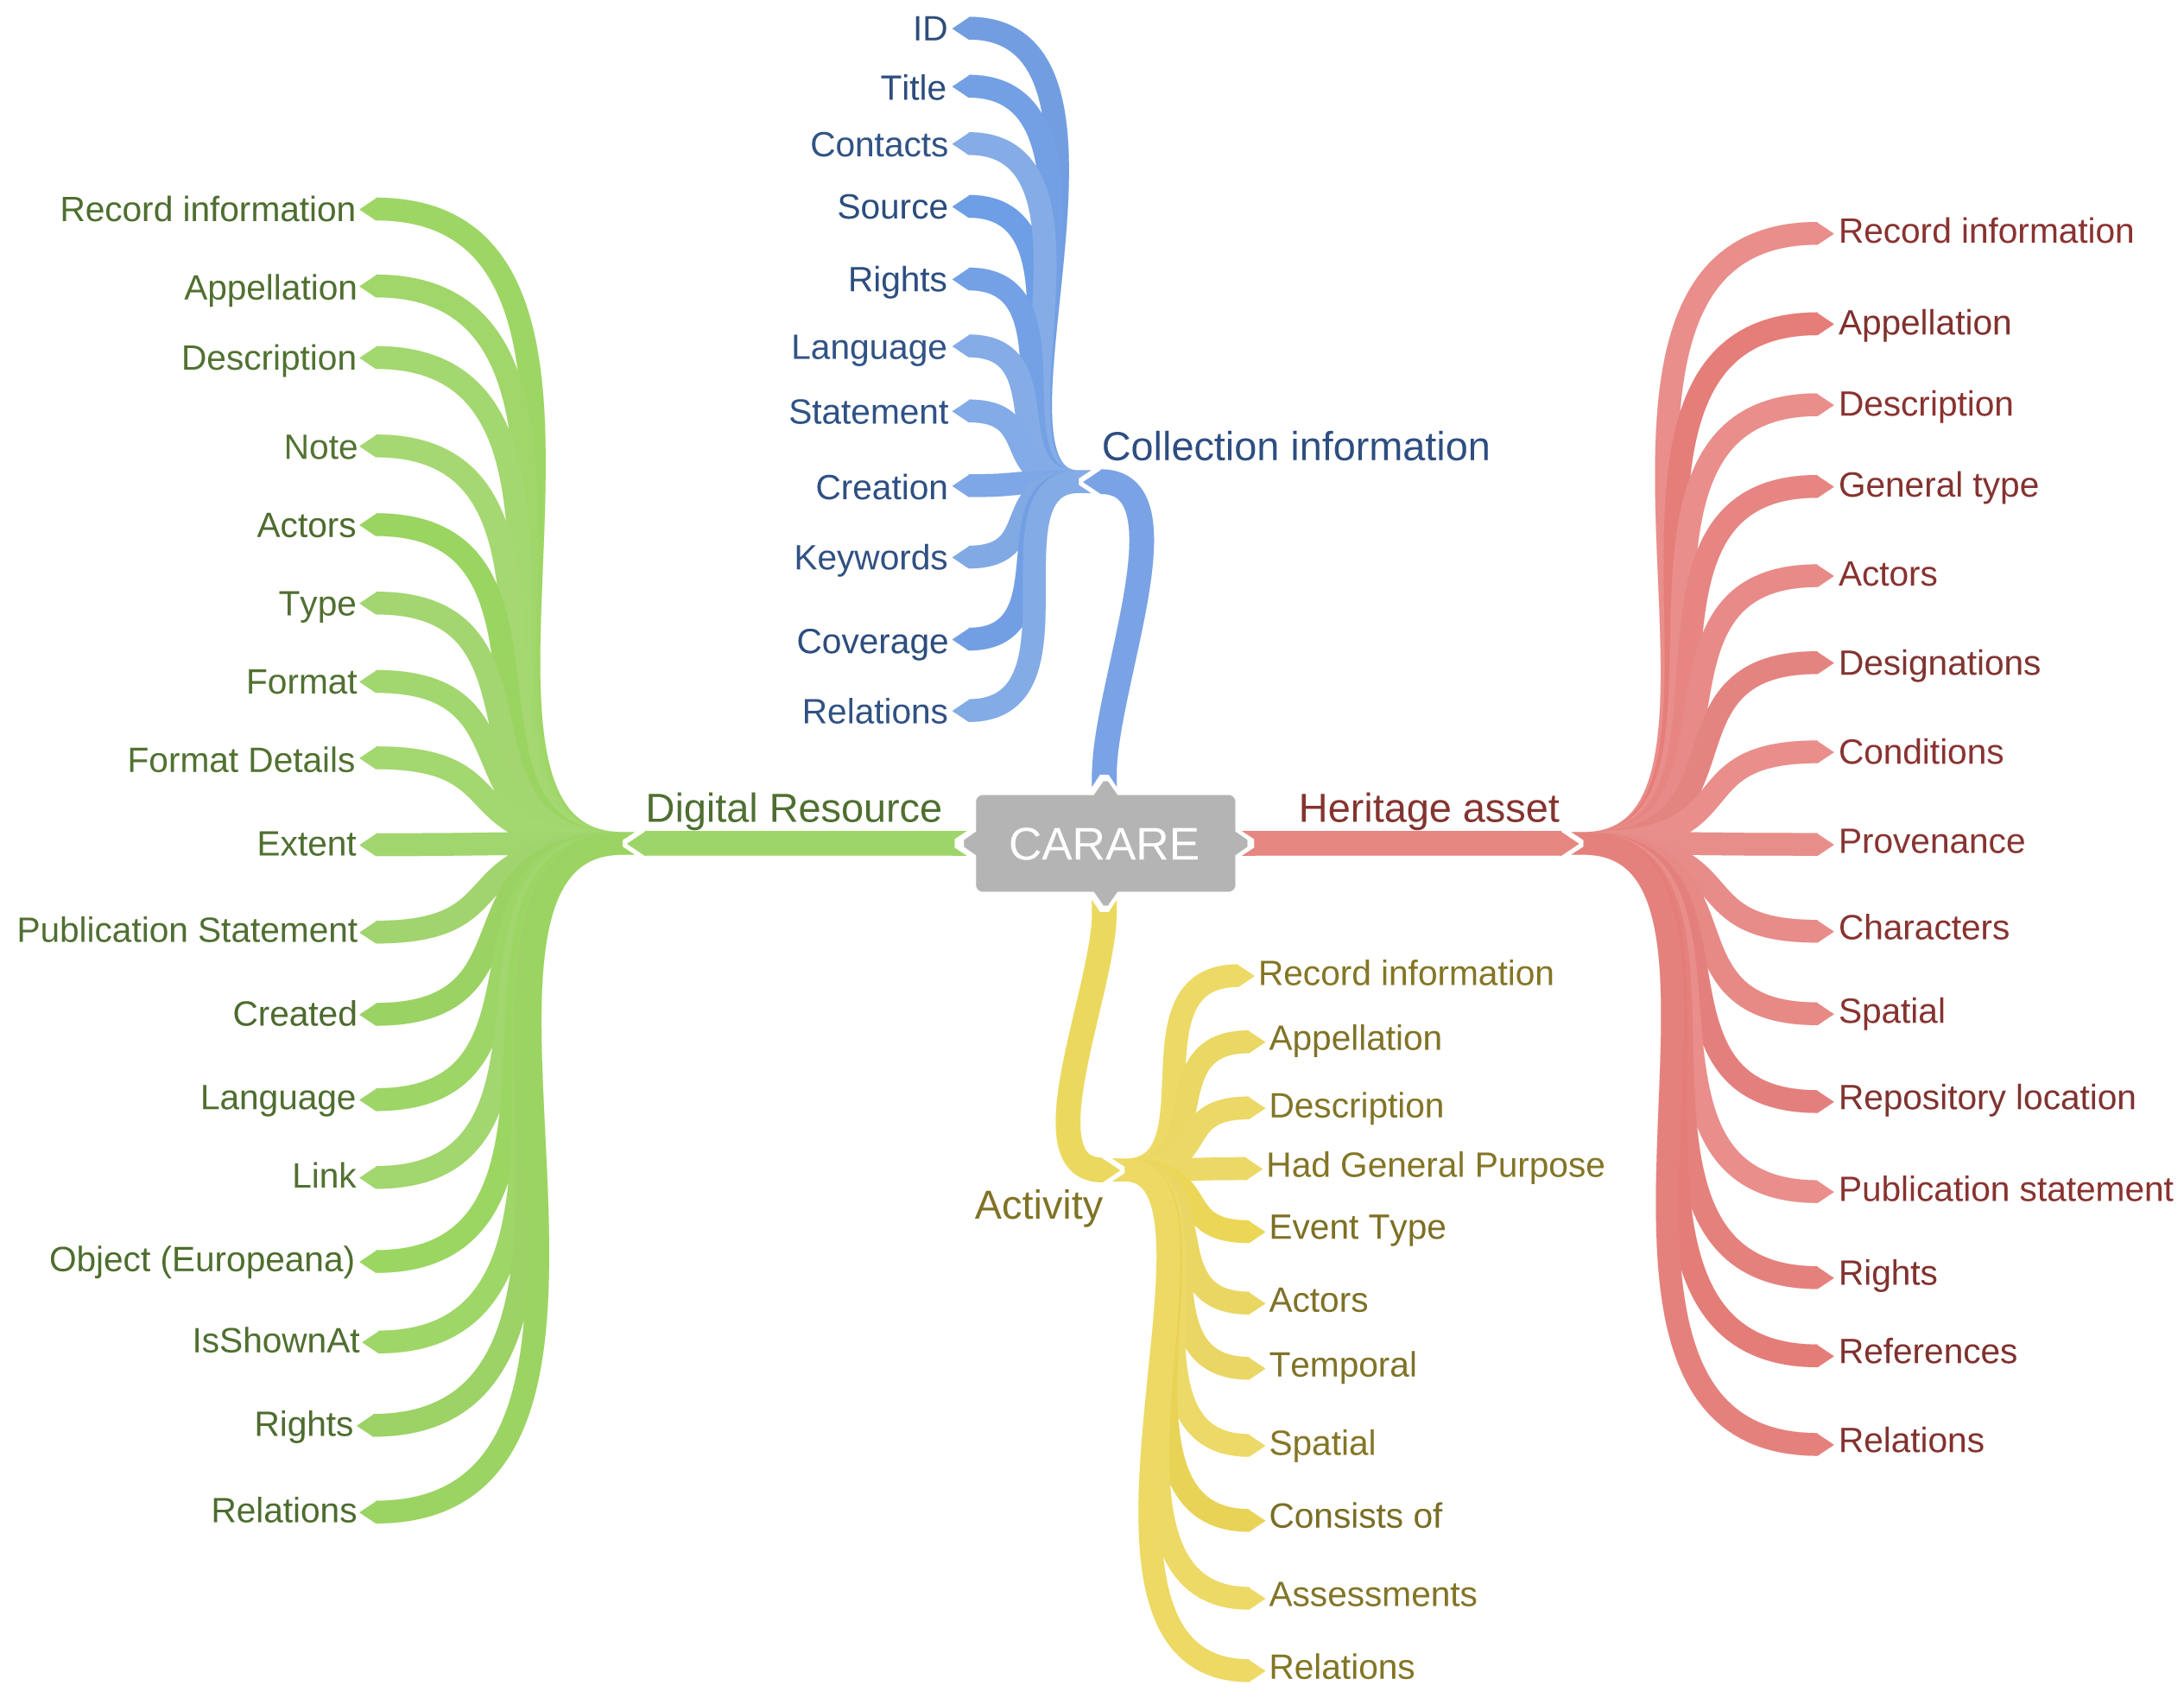 ID
Title
Contacts
Source
Rights
Language
Statement
Creation
Keywords
Coverage
Relations
Collection information
Record information
Appellation
Description
Note
Actors
Type
Format
Format Details
Extent
Publication Statement
Created
Language
Link
Object (Europeana)
IsShownAt
Rights
Relations
Digital Resource
CARARE
Heritage asset
Record information
Appellation
Description
General type
Actors
Designations
Conditions
Provenance
Characters
Spatial
Repository location
Publication statement
Rights
References
Relations
Activity
Record information
Appellation
Description
Had General Purpose
Event Type
Actors
Temporal
Spatial
Consists of
Assessments
Relations